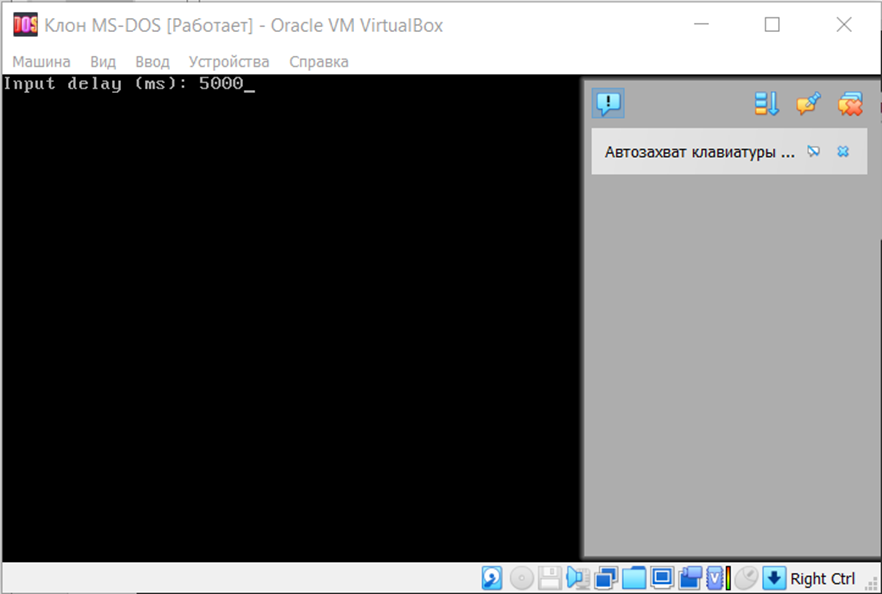 DOS Клон MS-DOS [Работает] - Oracle VM VirtualBox
Машина Вид Ввод Устройства Справка
Input delay (ms): 5000_
Автозахват клавиатуры ...
V
Right Ctrl